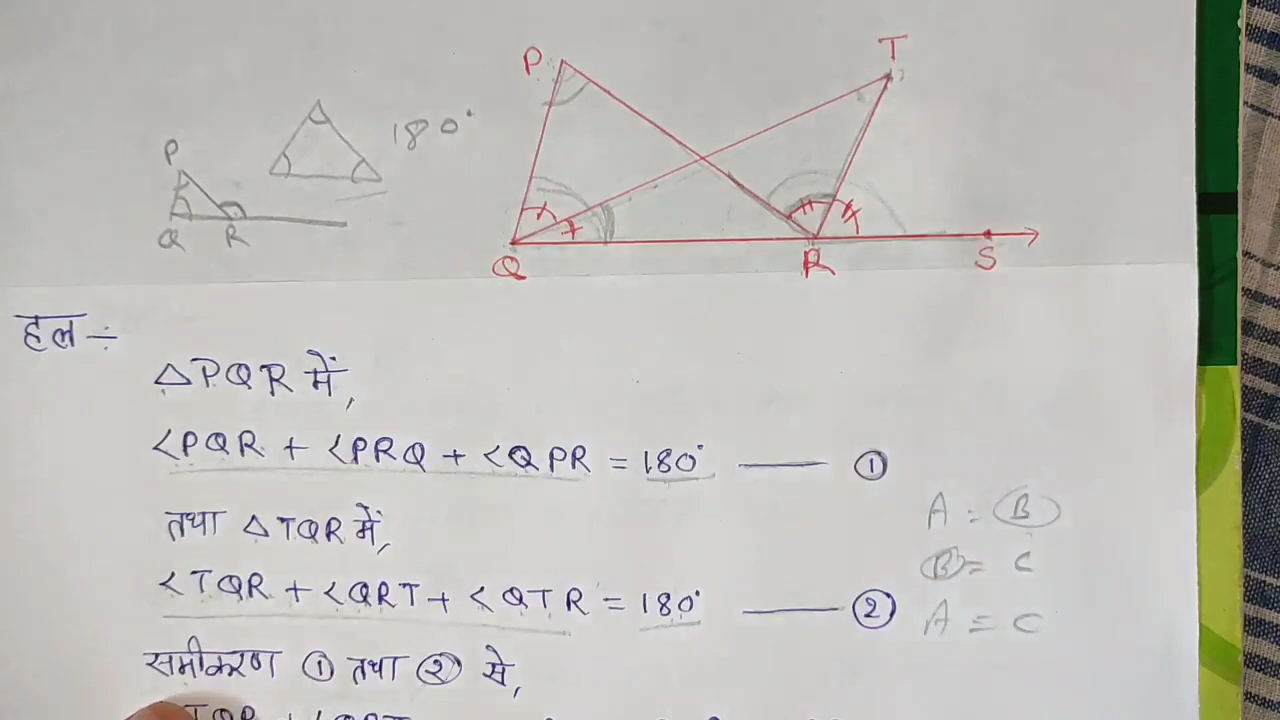 P
T
180°
P
Q R
Q R S
हल ÷
△PQR में,
<PQR + <PRQ + <QPR = 180° —— ①
तथा △TQR में,
<TQR + <QRT + <QTR = 180° —— ②
A = B
B = C
A = C
समीकरण ① तथा ② से,